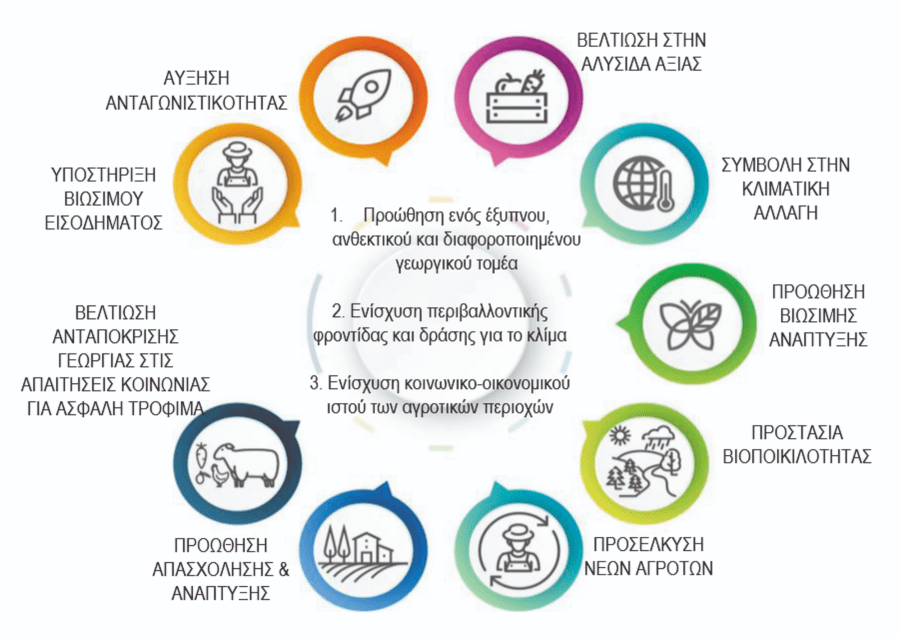 ΑΥΞΗΣΗ
ΑΝΤΑΓΩΝΙΣΤΙΚΟΤΗΤΑΣ
ΒΕΛΤΙΩΣΗ ΣΤΗΝ
ΑΛΥΣΙΔΑ ΑΞΙΑΣ
ΥΠΟΣΤΗΡΙΞΗ
ΒΙΩΣΙΜΟΥ
ΕΙΣΟΔΗΜΑΤΟΣ
ΣΥΜΒΟΛΗ ΣΤΗΝ
ΚΛΙΜΑΤΙΚΗ
ΑΛΛΑΓΗ
1. Προώθηση ενός έξυπνου,
ανθεκτικού και διαφοροποιημένου
γεωργικού τομέα
2. Ενίσχυση περιβαλλοντικής
φροντίδας και δράσης για το κλίμα
3. Ενίσχυση κοινωνικο-οικονομικού
ιστού των αγροτικών περιοχών
ΠΡΟΩΘΗΣΗ
ΒΙΩΣΙΜΗΣ
ΑΝΑΠΤΥΞΗΣ
ΒΕΛΤΙΩΣΗ
ΑΝΤΑΠΟΚΡΙΣΗΣ
ΓΕΩΡΓΙΑΣ ΣΤΙΣ
ΑΠΑΙΤΗΣΕΙΣ ΚΟΙΝΩΝΙΑΣ
ΓΙΑ ΑΣΦΑΛΗ ΤΡΟΦΙΜΑ
ΠΡΟΣΤΑΣΙΑ
ΒΙΟΠΟΙΚΙΛΟΤΗΤΑΣ
ΠΡΟΩΘΗΣΗ
ΑΠΑΣΧΟΛΗΣΗΣ &
ΑΝΑΠΤΥΞΗΣ
ΠΡΟΣΕΛΚΥΣΗ
ΝΕΩΝ ΑΓΡΟΤΩΝ